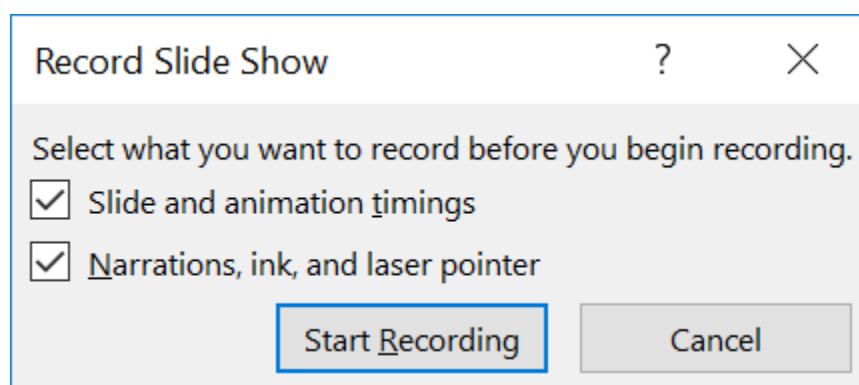 Record Slide Show ?
Select what you want to record before you begin recording.
Slide and animation timings
Narrations, ink, and laser pointer
Start Recording Cancel